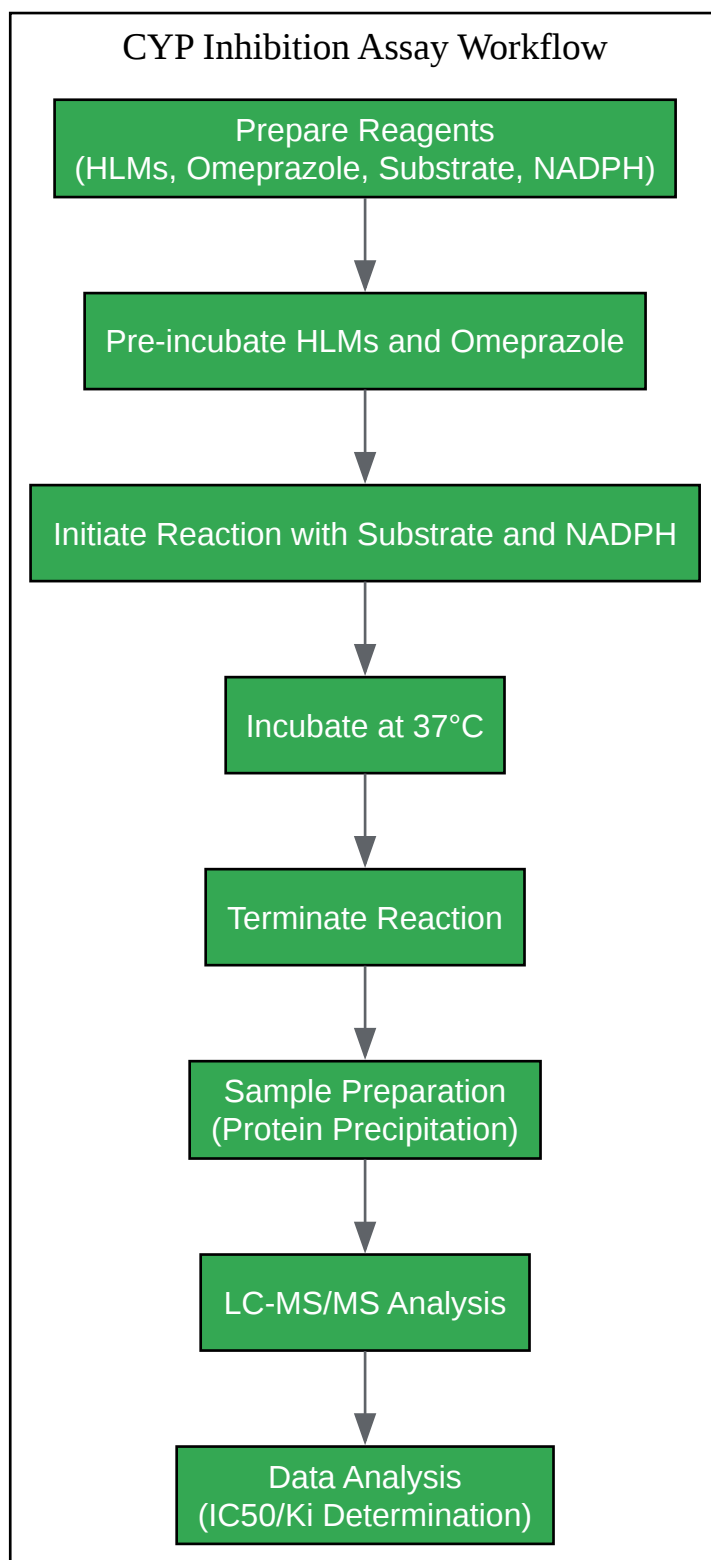 CYP Inhibition Assay Workflow
Prepare Reagents
(HLMs, Omeprazole, Substrate, NADPH)
Pre-incubate HLMs and Omeprazole
Initiate Reaction with Substrate and NADPH
Incubate at 37°C
Terminate Reaction
Sample Preparation
(Protein Precipitation)
LC-MS/MS Analysis
Data Analysis
(IC50/Ki Determination)